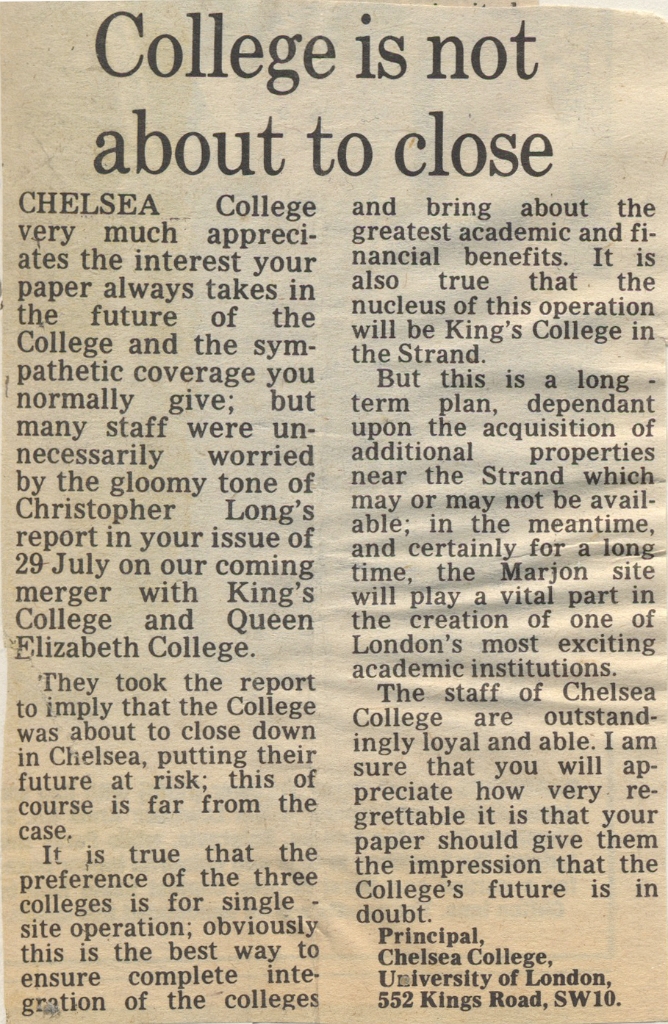 College is not
about to close
CHELSEA College
very much appreci-
ates the interest your
paper always takes in
the future of the
College and the sym-
pathetic coverage you
normally give; but
many staff were un-
necessarily worried
by the gloomy tone of
Christopher Long's
report in your issue of
29 July on our coming
merger with King's
College and Queen
Elizabeth College.
They took the report
to imply that the College
was about to close down
in Chelsea, putting their
future at risk; this of
course is far from the
case.
It is true that the
preference of the three
colleges is for single -
site operation; obviously
this is the best way to
ensure complete inte-
gration of the colleges
and bring about the
greatest academic and fi-
nancial benefits. It is
also true that the
nucleus of this operation
will be King's College in
the Strand.
But this is a long -
term plan, dependant
upon the acquisition of
additional properties
near the Strand which
may or may not be avail-
able; in the meantime,
and certainly for a long
time, the Marjon site
will play a vital part in
the creation of one of
London's most exciting
academic institutions.
The staff of Chelsea
College are outstand-
ingly loyal and able. I am
sure that you will ap-
preciate how very re-
grettable it is that your
paper should give them
the impression that the
College's future is in
doubt.
Principal,
Chelsea College,
University of London,
552 Kings Road, SW10.